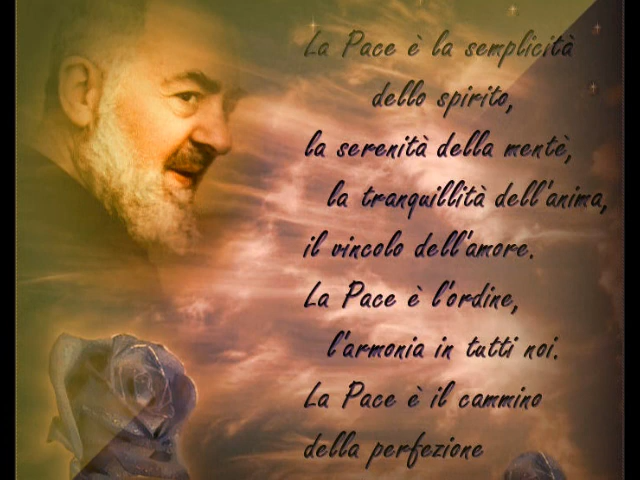 La Pace è la semplicità
dello spirito,
la serenità della mentè,
la tranquillità dell'anima,
il vincolo dell'amore.
La Pace è l'ordine,
l'armonia in tutti noi.
La Pace è il cammino
della perfezione